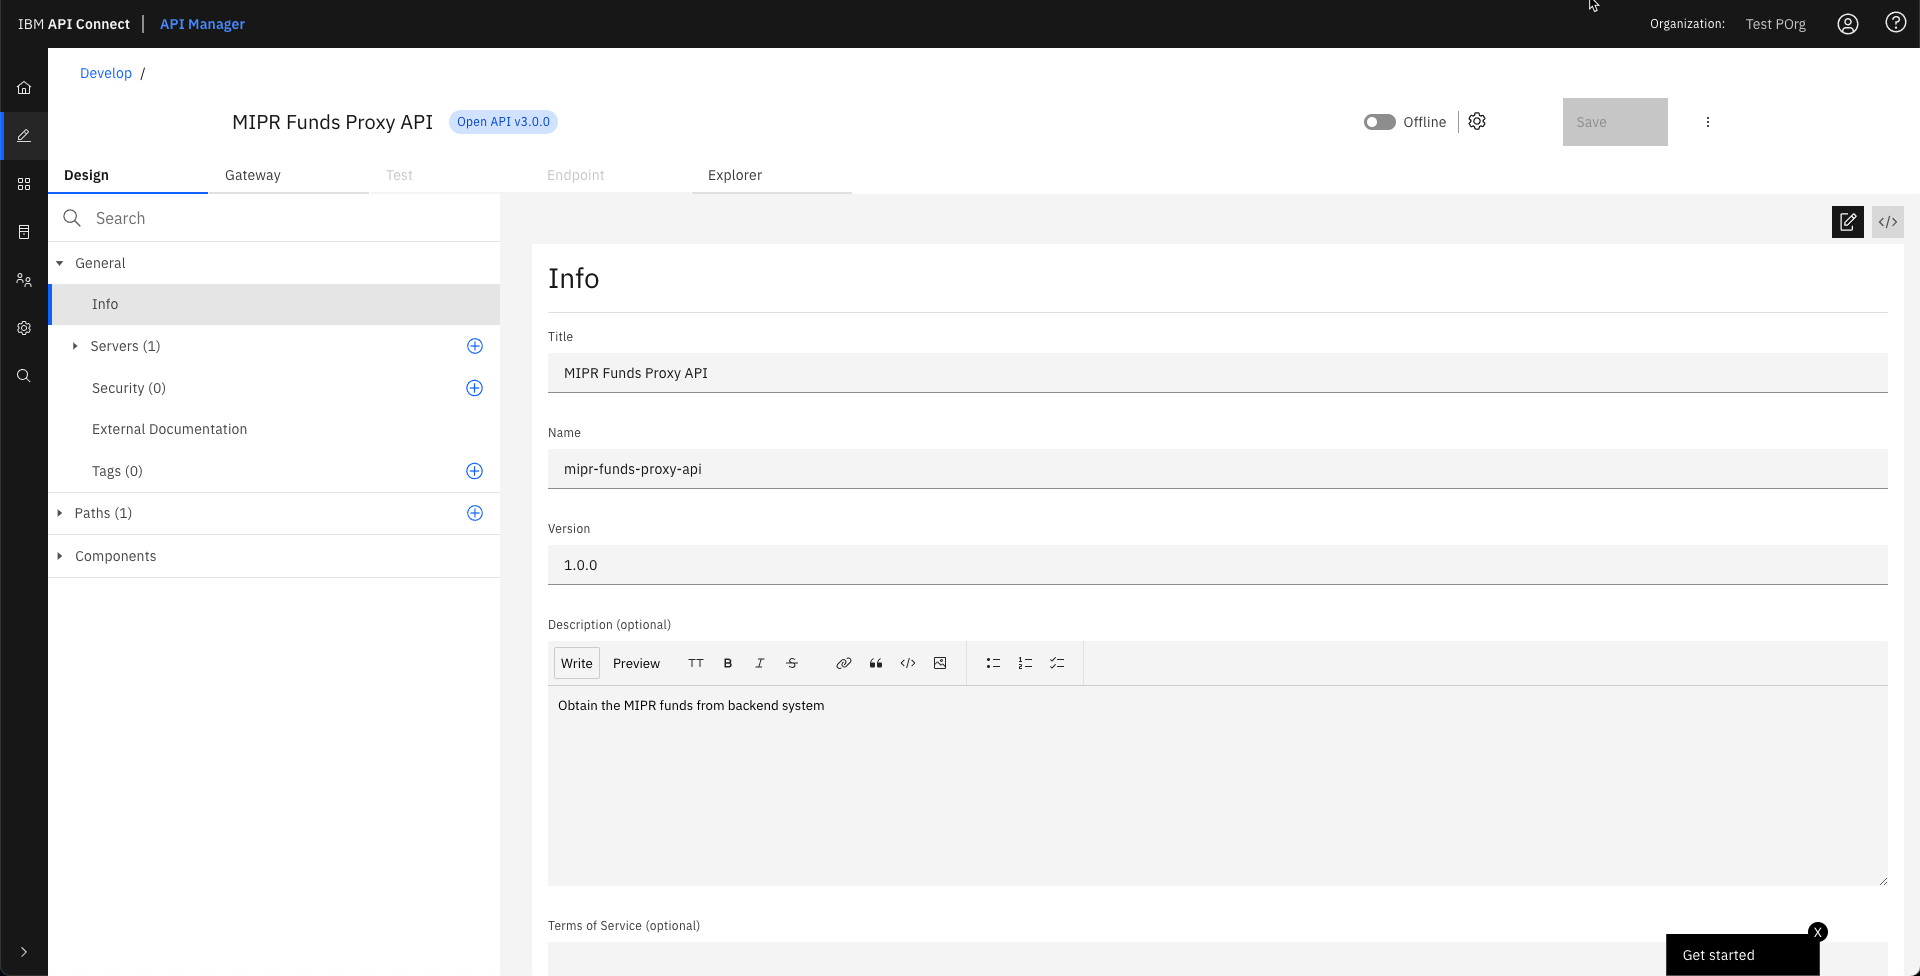 IBM API Connect | API Manager
Organization: Test POrg
Develop /
MIPR Funds Proxy API
Open API v3.0.0
Offline
Save
Design
Gateway
Test
Endpoint
Explorer
Search
General
Info
Servers (1)
Security (0)
External Documentation
Tags (0)
Paths (1)
Components
</>
Info
Title
MIPR Funds Proxy API
Name
mipr-funds-proxy-api
Version
1.0.0
Description (optional)
Write Preview TT B I S </>
Obtain the MIPR funds from backend system
Terms of Service (optional)
X
Get started